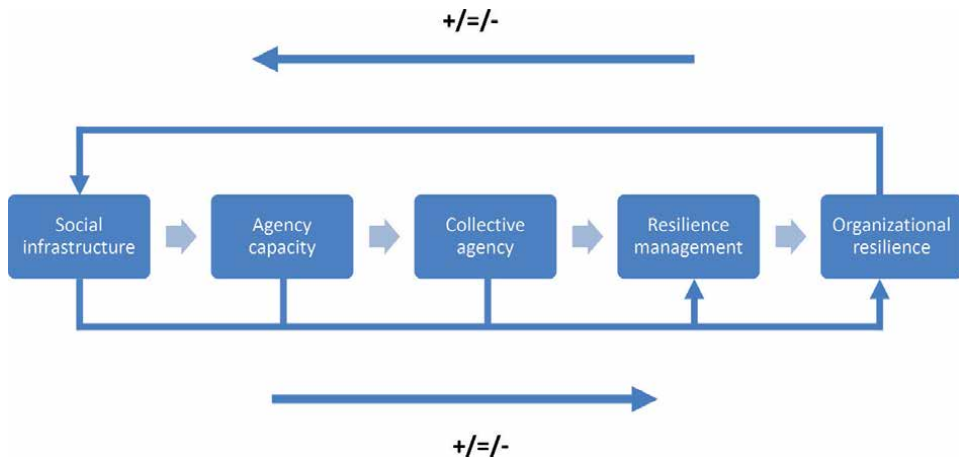 +/=/-
Social
infrastructure
Agency
capacity
Collective
agency
Resilience
management
Organizational
resilience
+/=/-